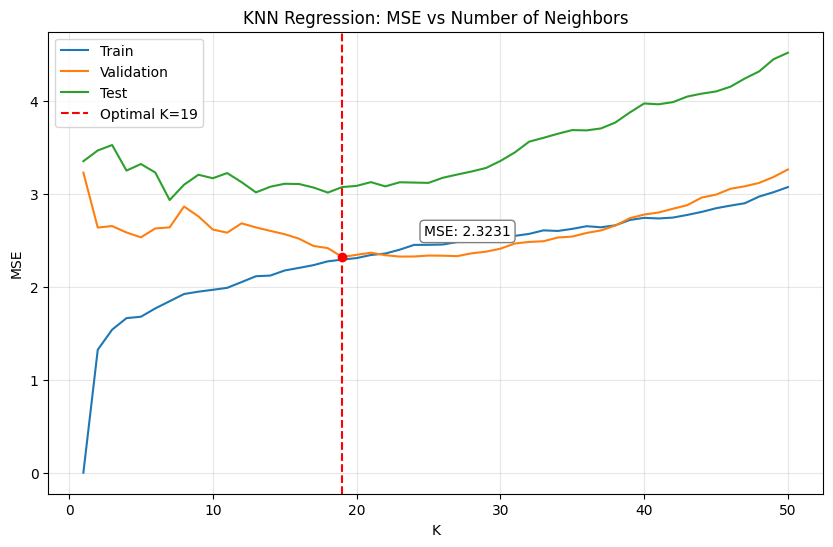 KNN Regression: MSE vs Number of Neighbors
Train
Validation
Test
Optimal K=19
MSE: 2.3231
MSE
4
3
2
1
0
0 10 20 30 40 50
K